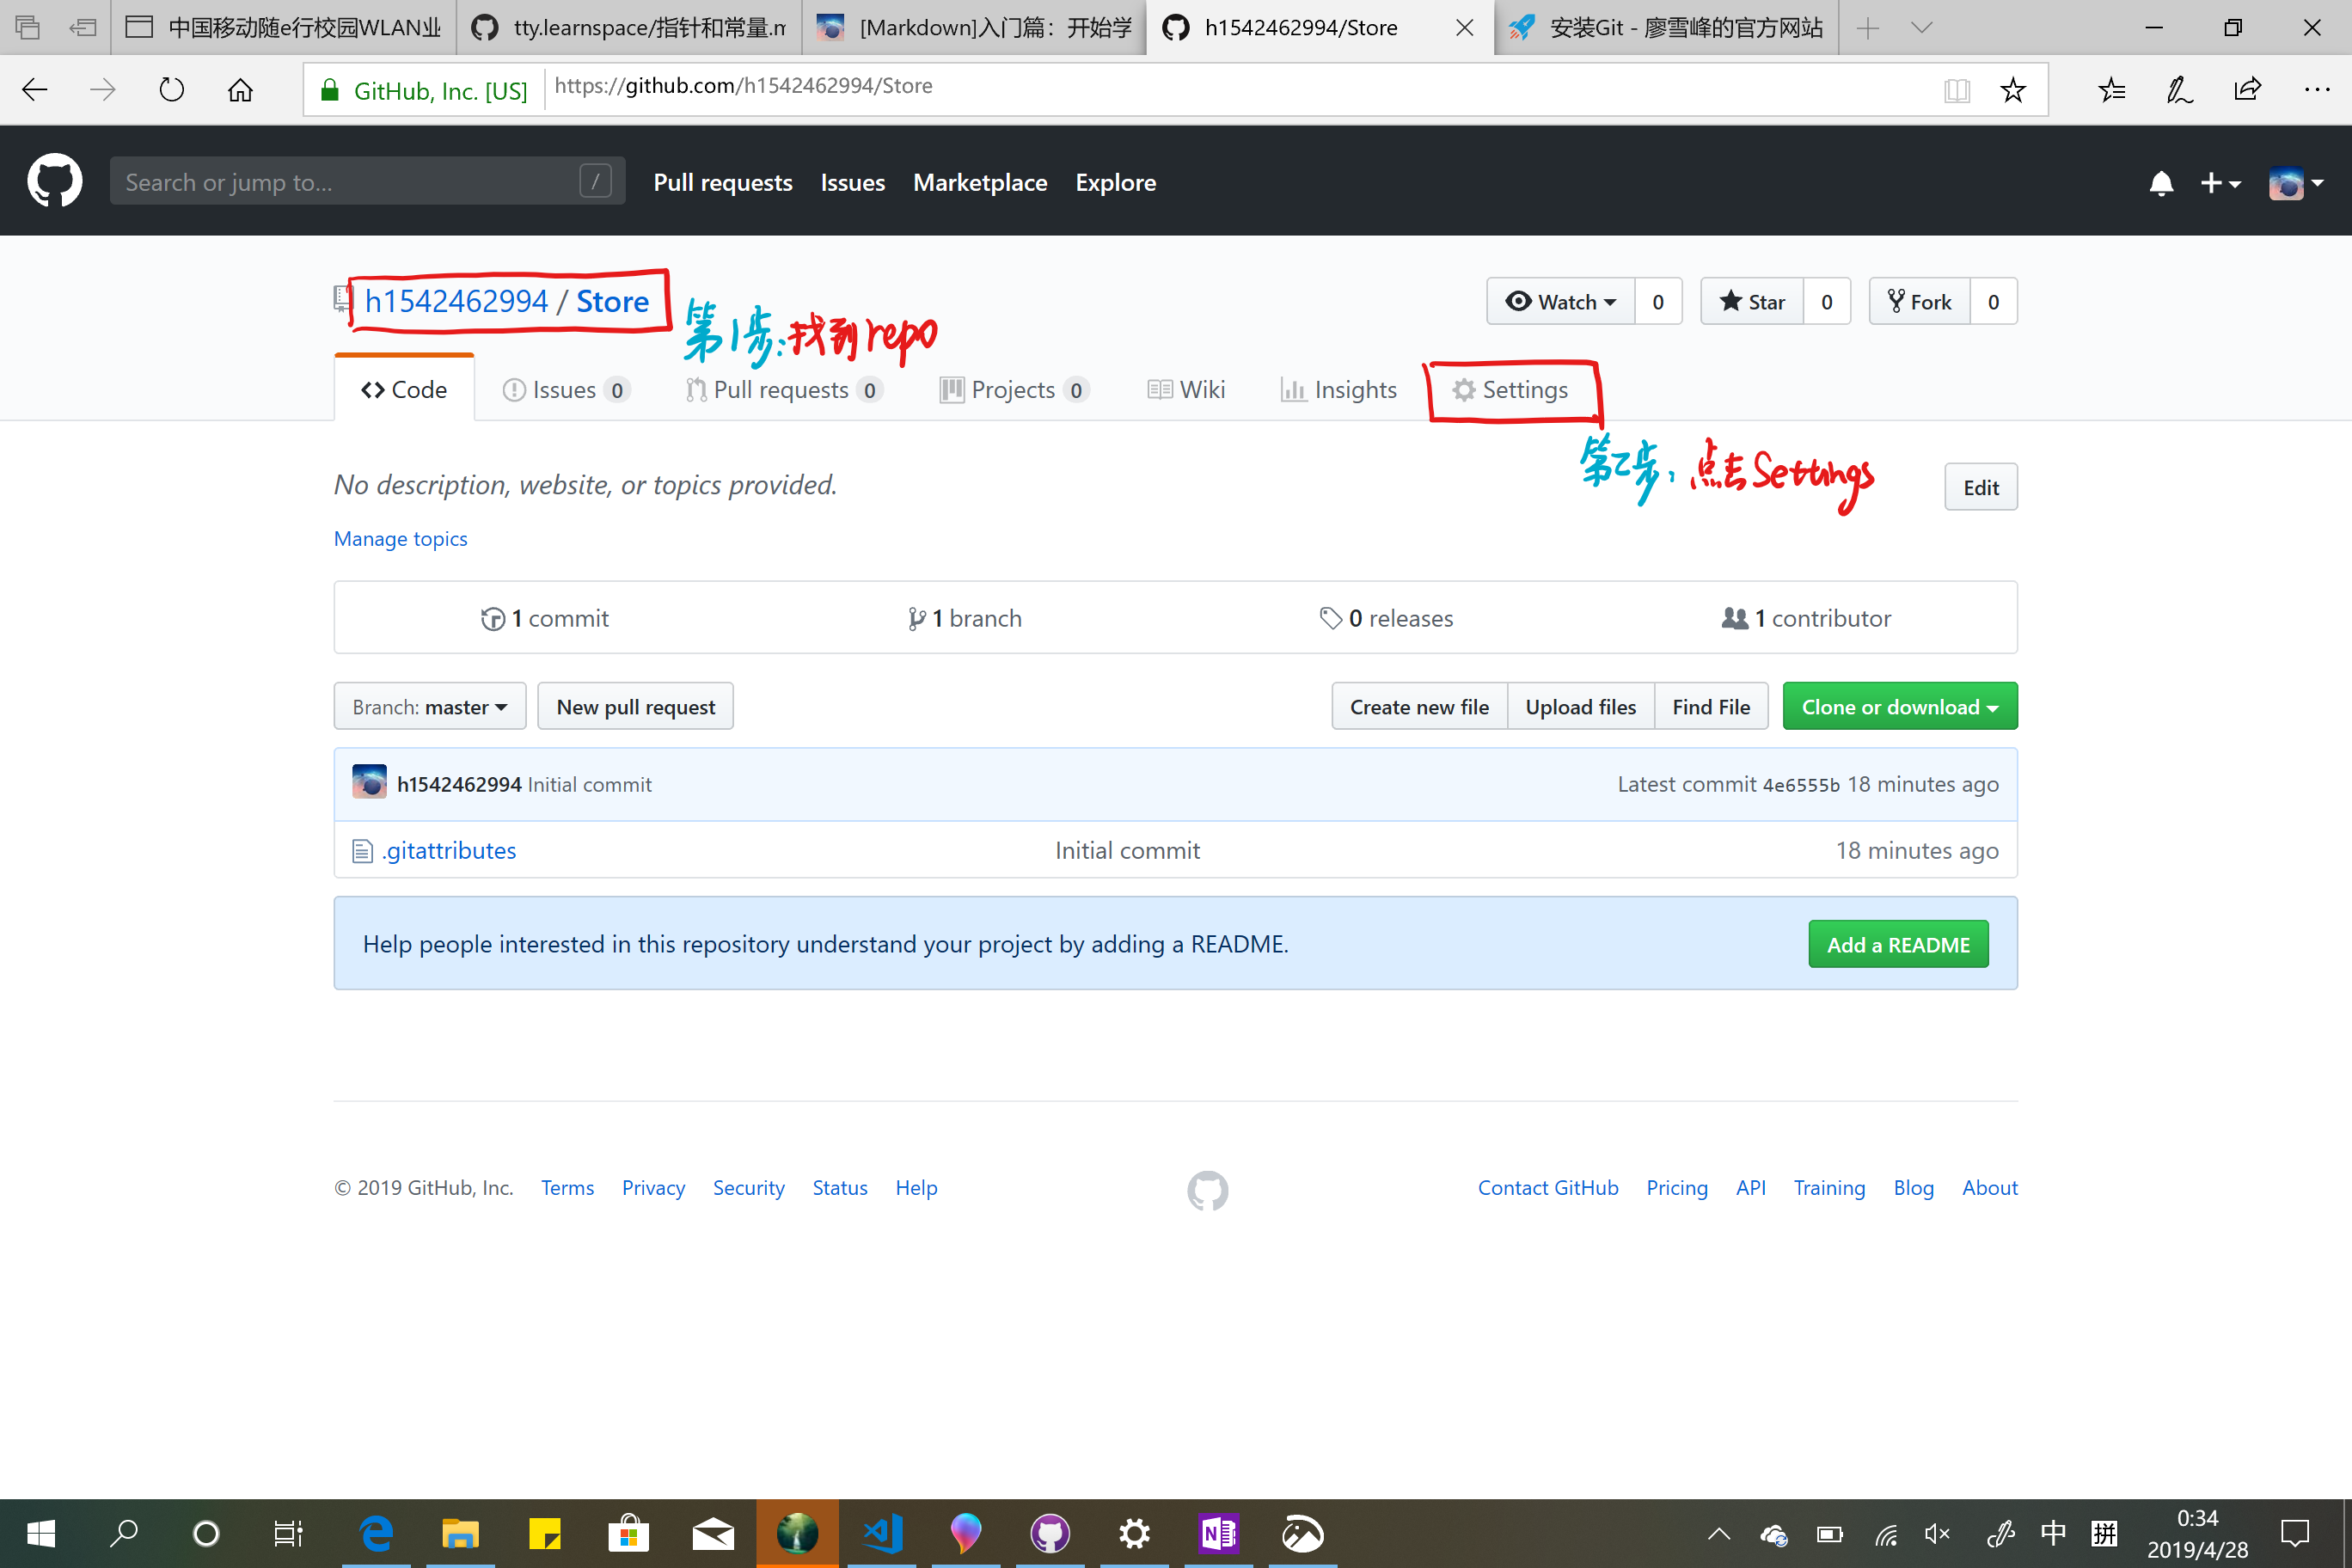 中国移动随e行校园WLAN业
tty.learnspace/指针和常量.m
[Markdown]入门篇：开始学
h1542462994/Store
安装Git - 廖雪峰的官方网站
GitHub, Inc. [US]
https://github.com/h1542462994/Store
Search or jump to... /
Pull requests
Issues
Marketplace
Explore
h1542462994 / Store
第1步：找到repo
Watch 0
Star 0
Fork 0
Code
Issues 0
Pull requests 0
Projects 0
Wiki
Insights
Settings
第2步：点击Settings
No description, website, or topics provided.
Edit
Manage topics
1 commit
1 branch
0 releases
1 contributor
Branch: master
New pull request
Create new file
Upload files
Find File
Clone or download
h1542462994 Initial commit
Latest commit 4e6555b 18 minutes ago
.gitattributes
Initial commit
18 minutes ago
Help people interested in this repository understand your project by adding a README.
Add a README
© 2019 GitHub, Inc.
Terms
Privacy
Security
Status
Help
Contact GitHub
Pricing
API
Training
Blog
About
中
拼
0:34
2019/4/28